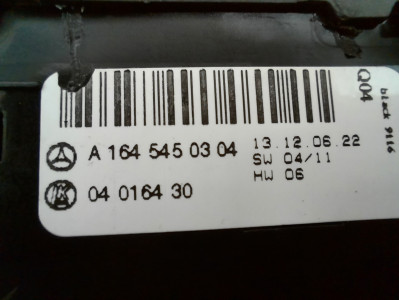 A 164 545 03 04
13.12.06.22
SW 04/11
HW 06
04 0164 30
Q04
black 9116